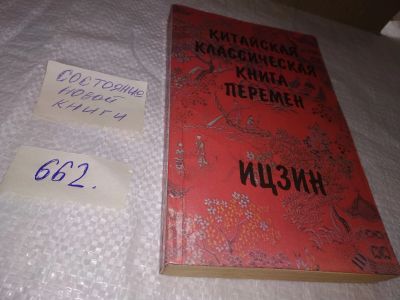 СОСТОЯНИЕ
НОВОЙ
КНИГИ
662.
КИТАЙСКАЯ
КЛАССИЧЕСКАЯ
КНИГА
ПЕРЕМЕН
ИЦЗИН